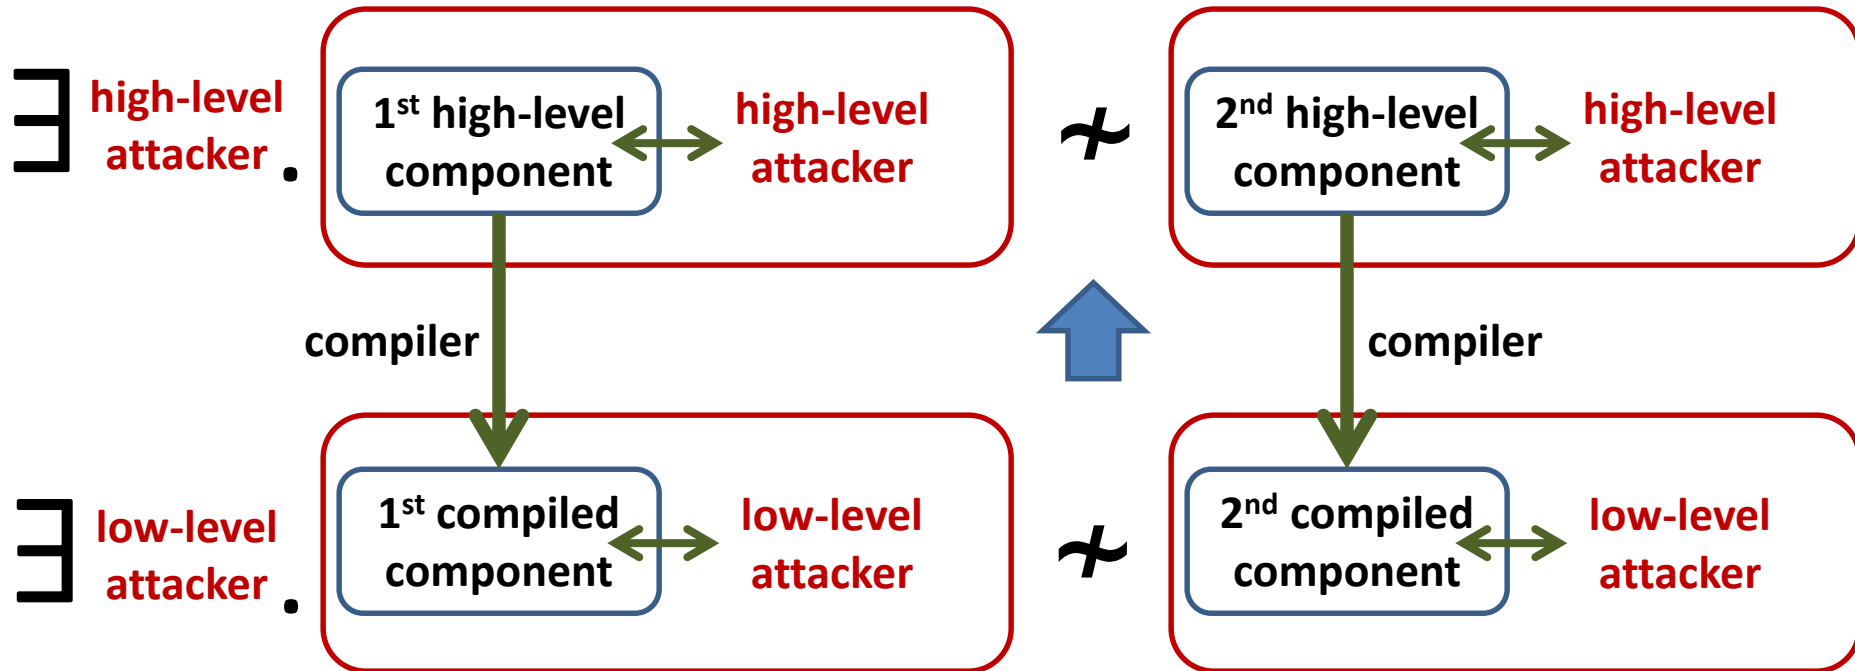 ∃ high-level attacker .
1st high-level
component
high-level
attacker
≁
2nd high-level
component
high-level
attacker
compiler
compiler
∃ low-level attacker .
1st compiled
component
low-level
attacker
≁
2nd compiled
component
low-level
attacker